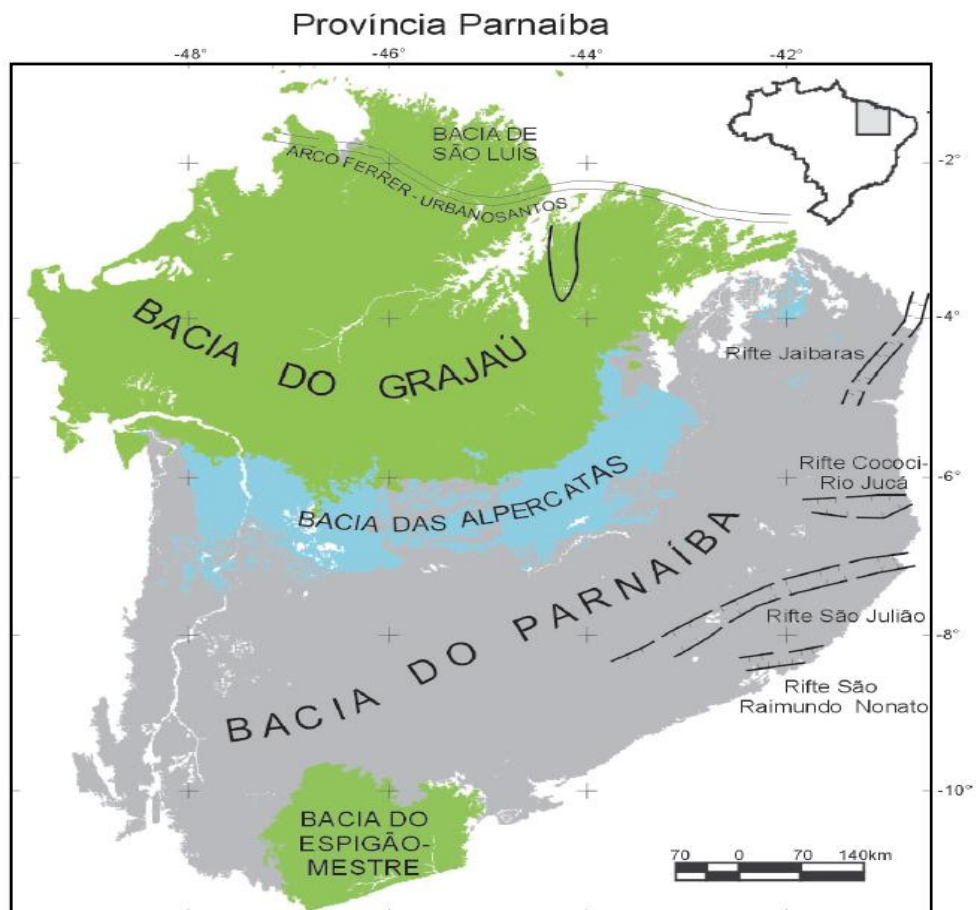 Província Parnaíba
-48° -46° -44° -42°
BACIA DE
SÃO LUÍS
-2°
ARCO FERRER - URBANOSANTOS
BACIA DO GRAJAÚ
-4°
Rifte Jaibaras
Rifte Cococi-
Rio Jucá
-6°
BACIA DAS ALPERCATAS
BACIA DO PARNAÍBA
Rifte São Julião
-8°
Rifte São
Raimundo Nonato
-10°
BACIA DO
ESPIGÃO-
MESTRE
70 0 70 140km